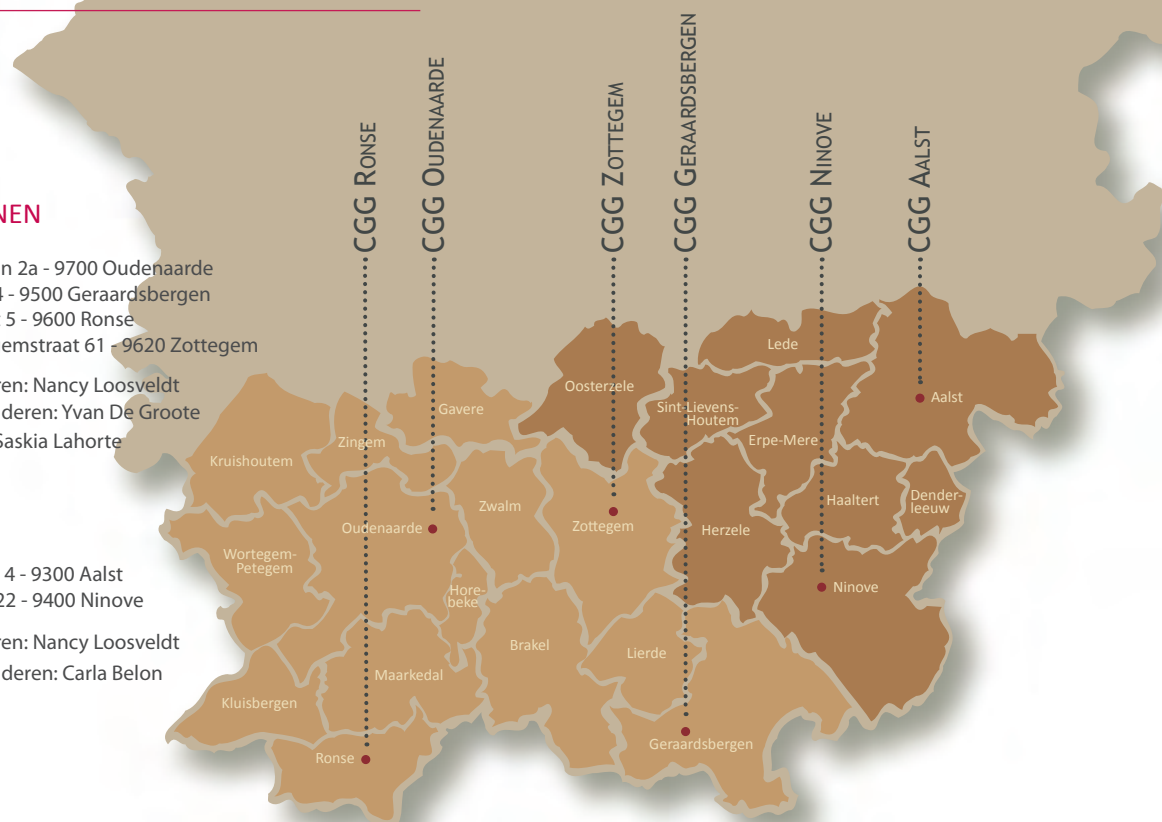 CGG Ronse
CGG Oudenaarde
CGG Zottegem
CGG Geraardsbergen
CGG Ninove
CGG Aalst
NEN
n 2a - 9700 Oudenaarde
4 - 9500 Geraardsbergen
5 - 9600 Ronse
emstraat 61 - 9620 Zottegem
ren: Nancy Loosveldt
deren: Yvan De Groote
Saskia Lahorte
4 - 9300 Aalst
22 - 9400 Ninove
ren: Nancy Loosveldt
deren: Carla Belon
Lede
Oosterzele
Aalst
Sint-Lievens-
Houtem
Gavere
Erpe-Mere
Zingem
Kruishoutem
Haaltert
Dender-
leeuw
Zwalm
Oudenaarde
Zottegem
Herzele
Wortegem-
Petegem
Horebeke
Ninove
Brakel
Lierde
Maarkedal
Kluisbergen
Geraardsbergen
Ronse